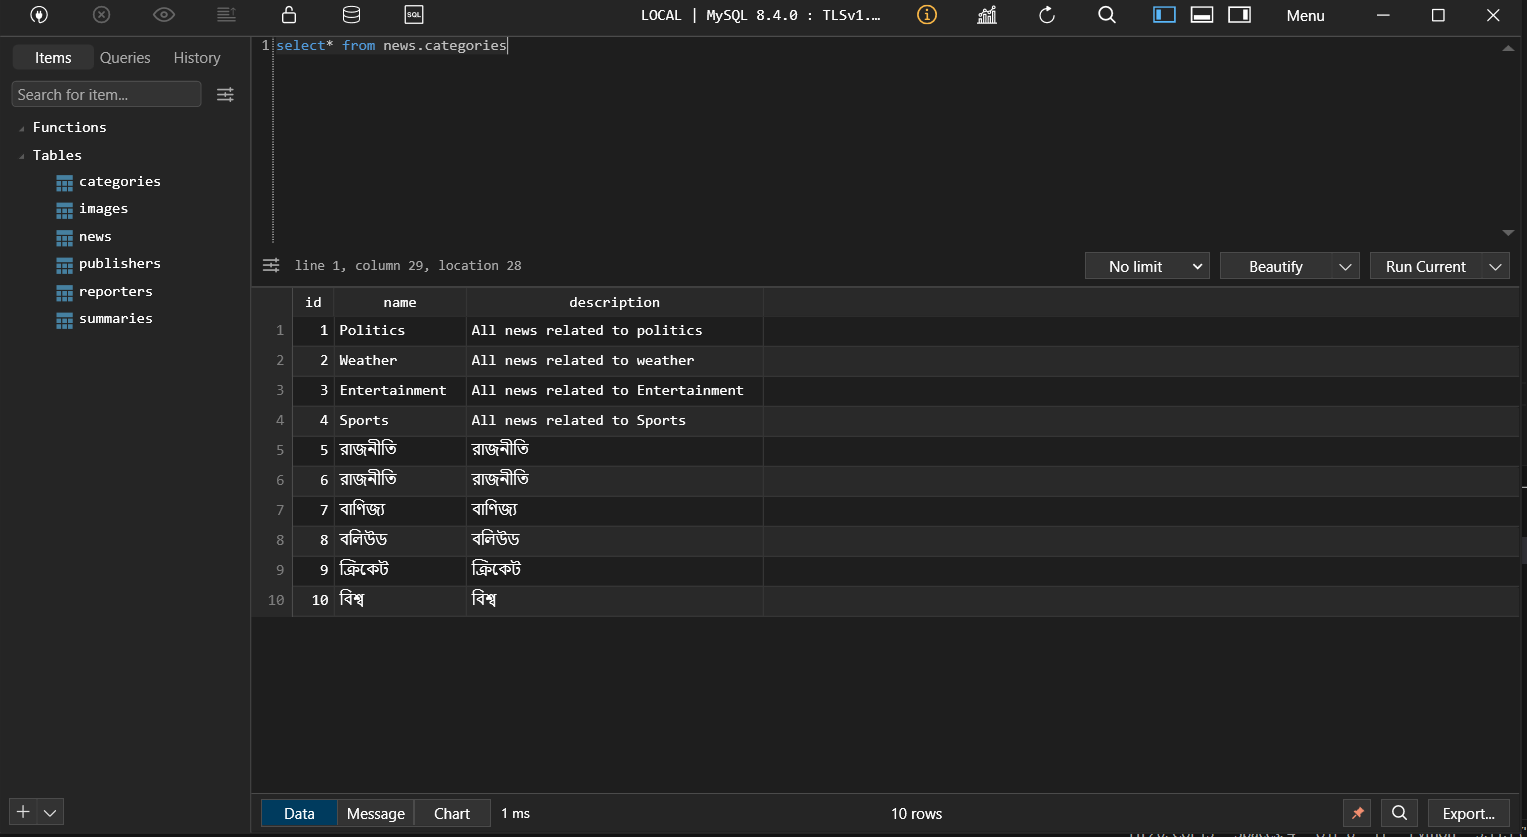 SQL LOCAL | MySQL 8.4.0 : TLSv1.... Menu
Items Queries History
Search for item...
Functions
Tables
categories
images
news
publishers
reporters
summaries
1 select* from news.categories
line 1, column 29, location 28 No limit Beautify Run Current
id name description
1 1 Politics All news related to politics
2 2 Weather All news related to weather
3 3 Entertainment All news related to Entertainment
4 4 Sports All news related to Sports
5 5 রাজনীতি রাজনীতি
6 6 রাজনীতি রাজনীতি
7 7 বাণিজ্য বাণিজ্য
8 8 বলিউড বলিউড
9 9 ক্রিকেট ক্রিকেট
10 10 বিশ্ব বিশ্ব
Data Message Chart 1 ms 10 rows Export...